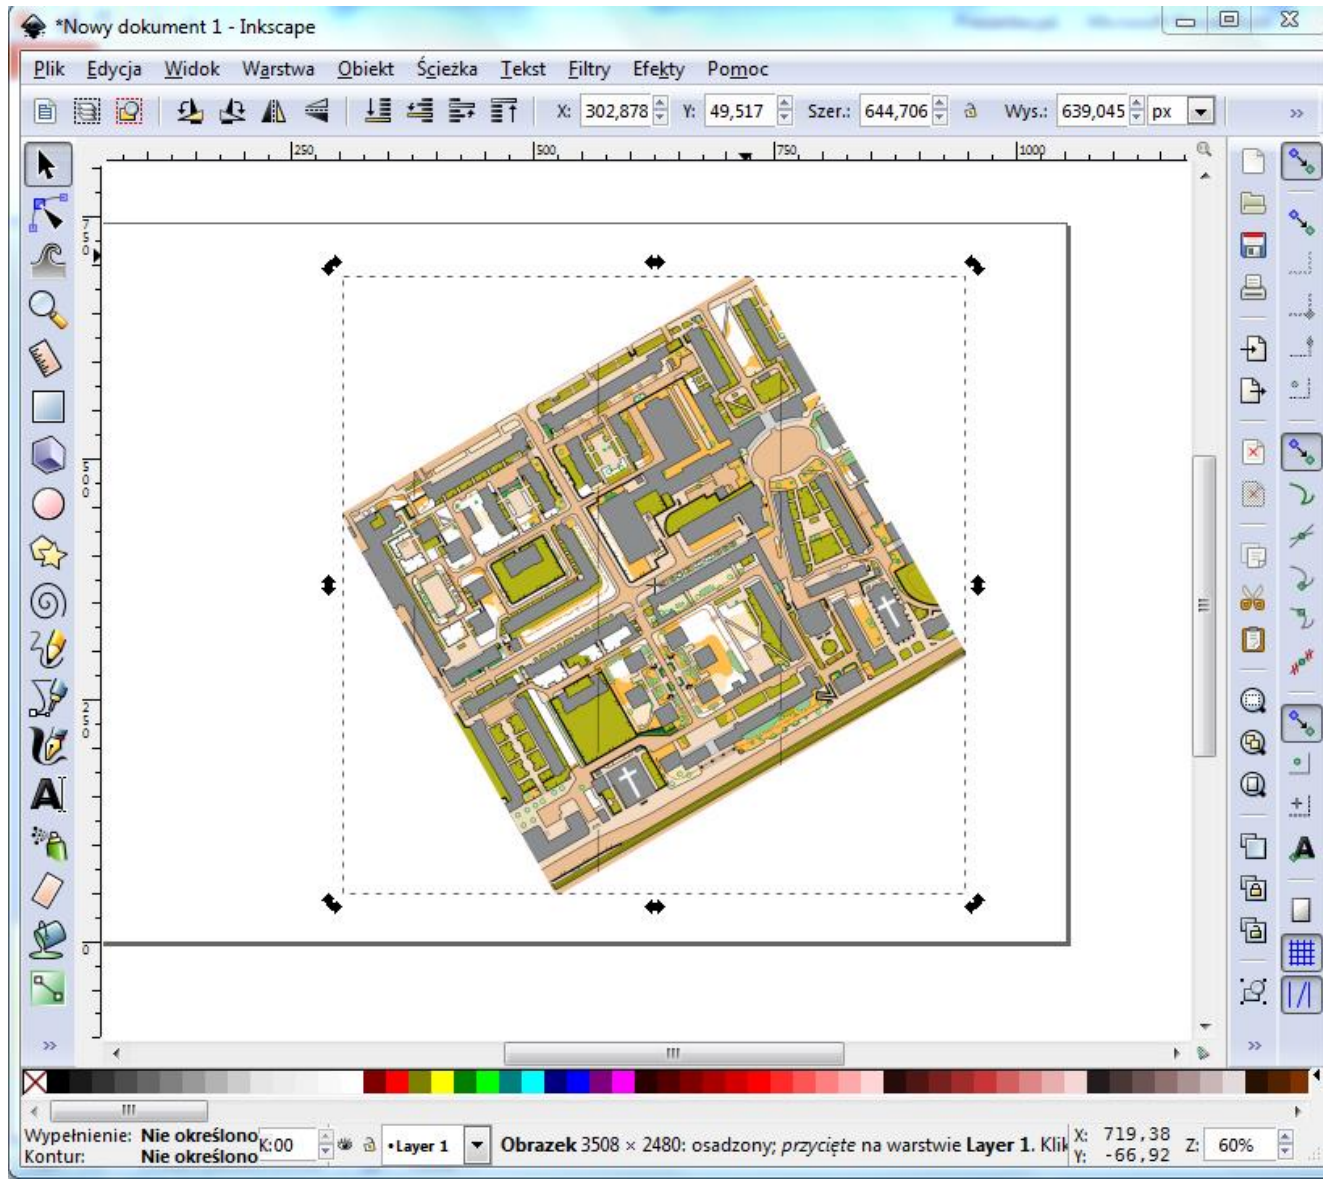 *Nowy dokument 1 - Inkscape
Plik Edycja Widok Warstwa Obiekt Ścieżka Tekst Filtry Efekty Pomoc
X: 302,878 Y: 49,517 Szer.: 644,706 Wys.: 639,045 px »
250 500 750 1000
750
500
250
0
» »
Wypełnienie: Nie określono K:00
Kontur: Nie określono
•Layer 1
Obrazek 3508 × 2480: osadzony; przycięte na warstwie Layer 1. Klik
X: 719,38
Y: -66,92
Z: 60%